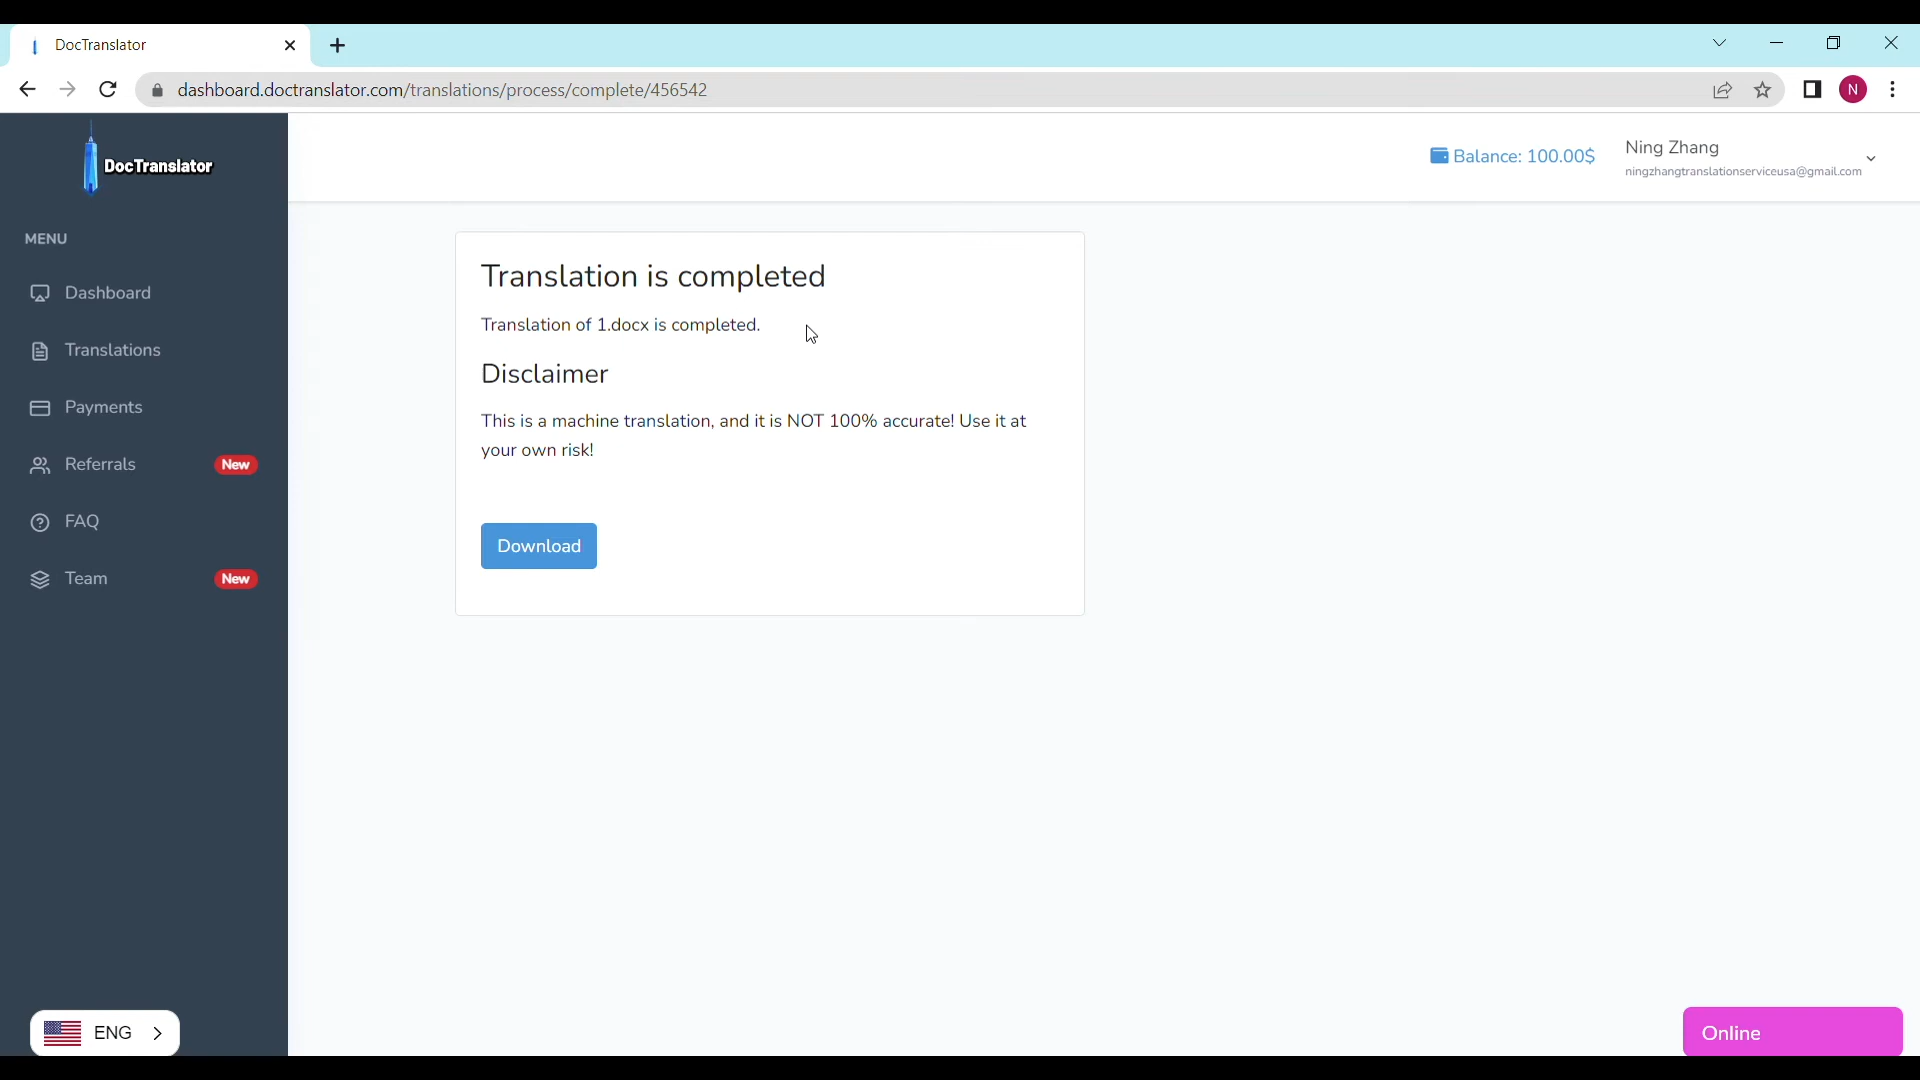 DocTranslator
dashboard.doctranslator.com/translations/process/complete/456542
N
DocTranslator
Balance: 100.00$
Ning Zhang
ningzhangtranslationserviceusa@gmail.com
MENU
Dashboard
Translations
Payments
Referrals New
FAQ
Team New
Translation is completed
Translation of 1.docx is completed.
Disclaimer
This is a machine translation, and it is NOT 100% accurate! Use it at
your own risk!
Download
ENG
Online